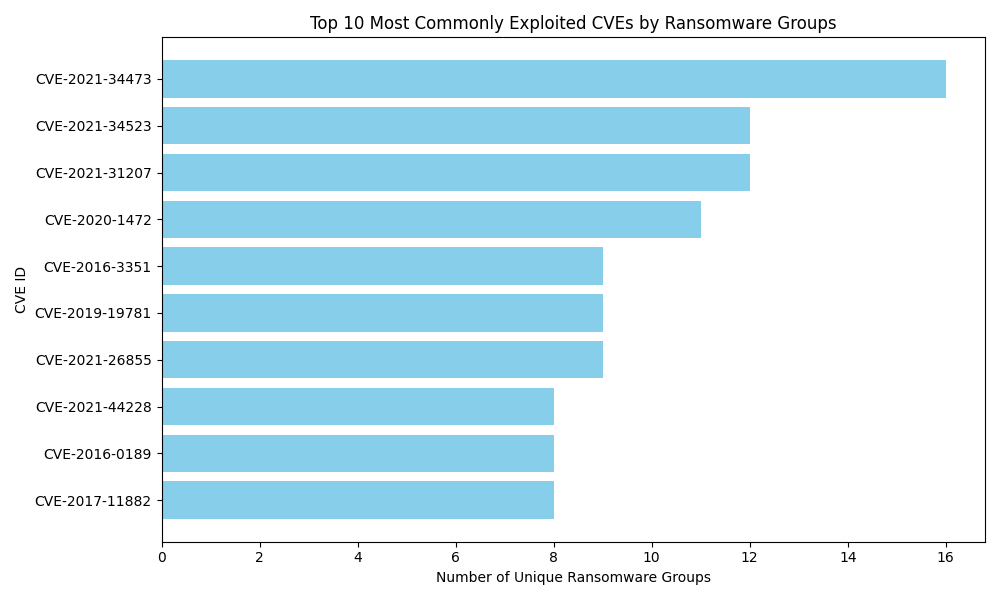 Top 10 Most Commonly Exploited CVEs by Ransomware Groups
CVE ID
CVE-2021-34473
CVE-2021-34523
CVE-2021-31207
CVE-2020-1472
CVE-2016-3351
CVE-2019-19781
CVE-2021-26855
CVE-2021-44228
CVE-2016-0189
CVE-2017-11882
0 2 4 6 8 10 12 14 16
Number of Unique Ransomware Groups